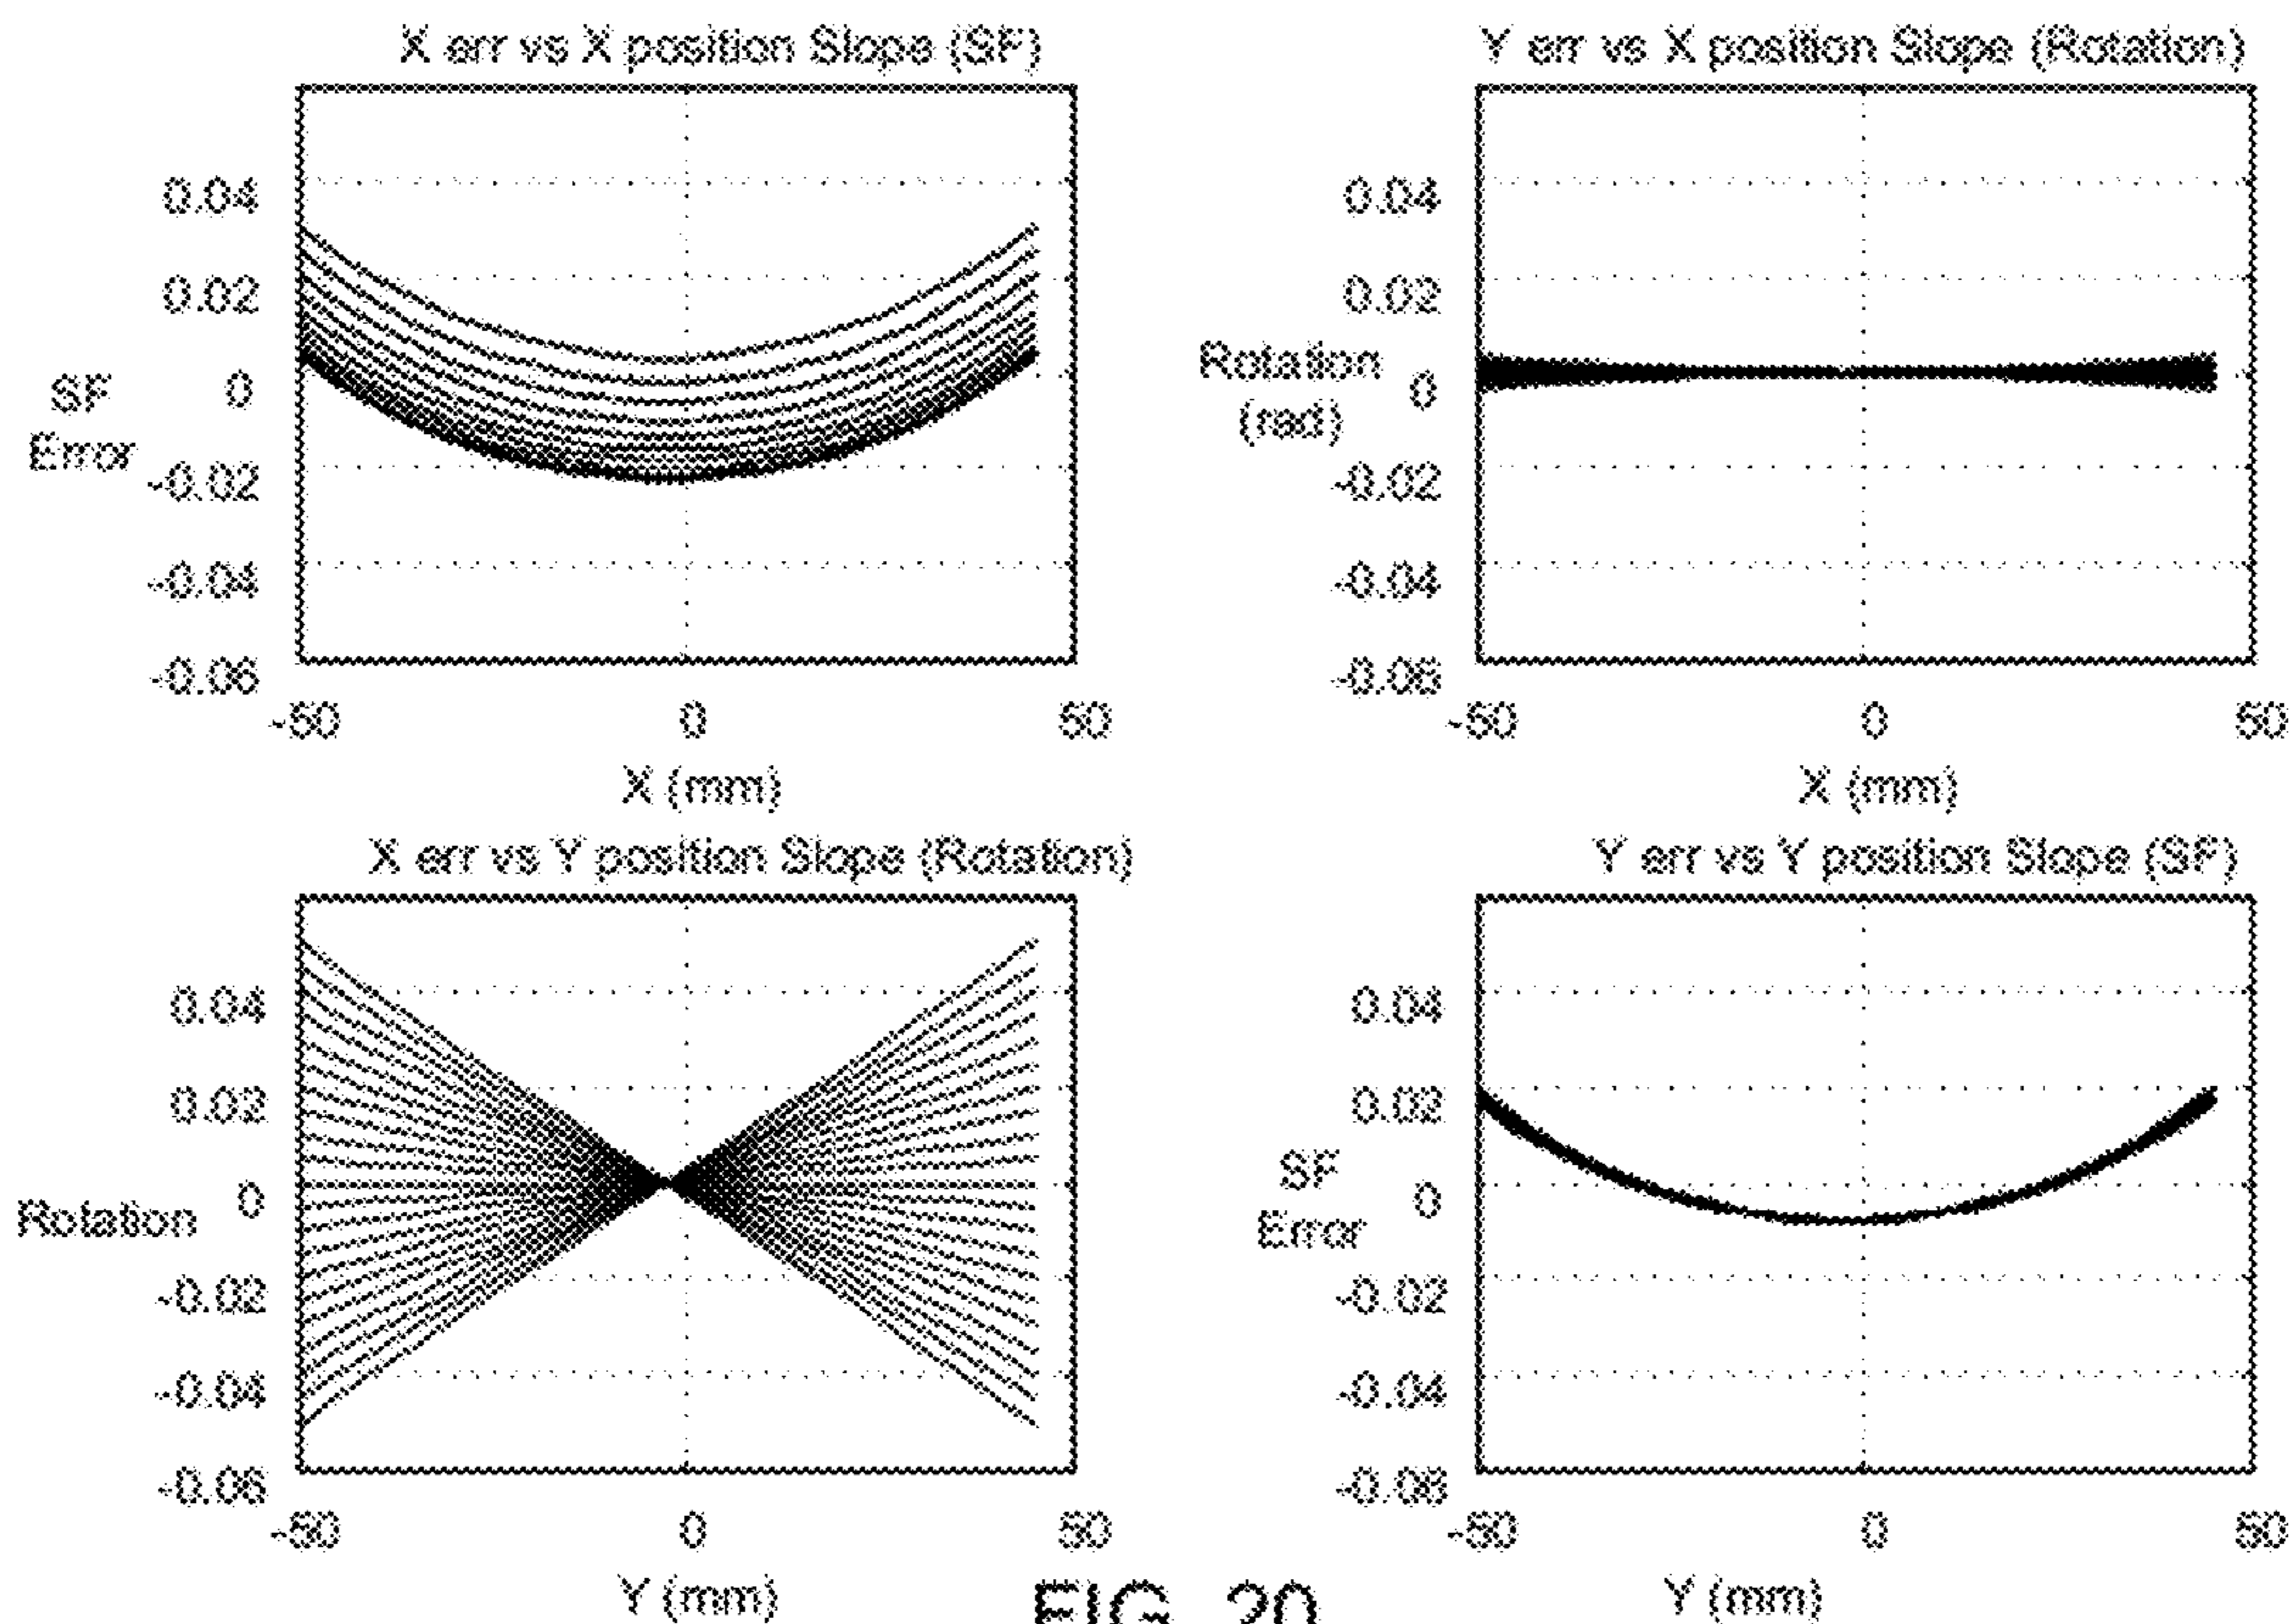 X err vs X position Slope (SF)
0.04
0.02
0
-0.02
-0.04
-0.06
SF
Error
-50
0
50
X (mm)
Y err vs X position Slope (Rotation)
0.04
0.02
0
-0.02
-0.04
-0.06
Rotation
(rad)
-50
0
50
X (mm)
X err vs Y position Slope (Rotation)
0.04
0.02
0
-0.02
-0.04
-0.06
Rotation
-50
0
50
Y (mm)
Y err vs Y position Slope (SF)
0.04
0.02
0
-0.02
-0.04
-0.06
SF
Error
-50
0
50
Y (mm)
FIG. 20